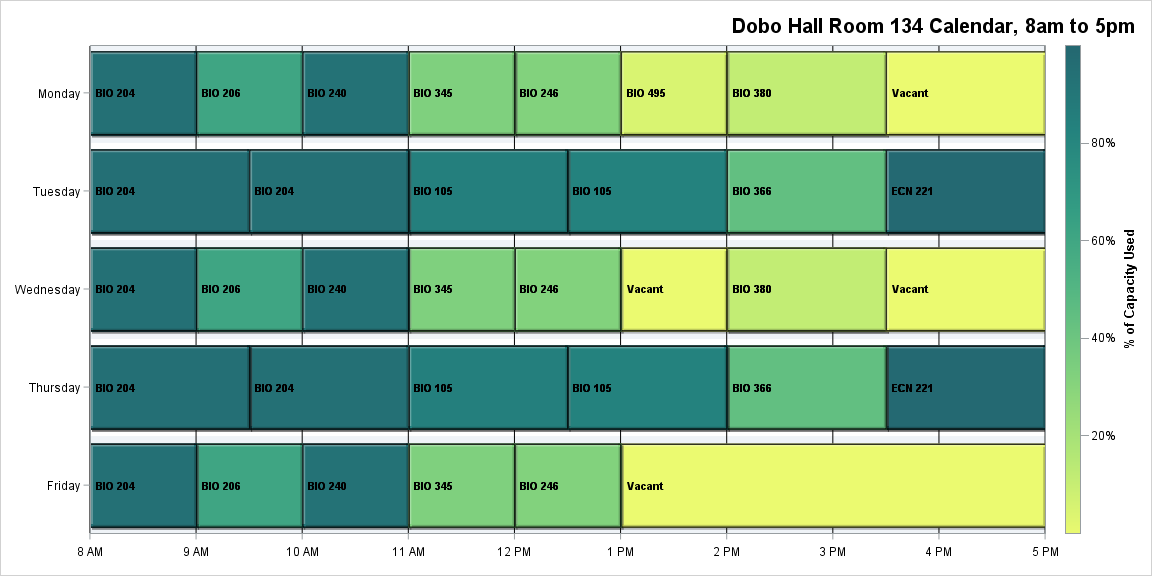 Dobo Hall Room 134 Calendar, 8am to 5pm
Monday BIO 204 BIO 206 BIO 240 BIO 345 BIO 246 BIO 495 BIO 380 Vacant
80%
Tuesday BIO 204 BIO 204 BIO 105 BIO 105 BIO 366 ECN 221
60%
Wednesday BIO 204 BIO 206 BIO 240 BIO 345 BIO 246 Vacant BIO 380 Vacant
% of Capacity Used
40%
Thursday BIO 204 BIO 204 BIO 105 BIO 105 BIO 366 ECN 221
20%
Friday BIO 204 BIO 206 BIO 240 BIO 345 BIO 246 Vacant
8 AM 9 AM 10 AM 11 AM 12 PM 1 PM 2 PM 3 PM 4 PM 5 PM